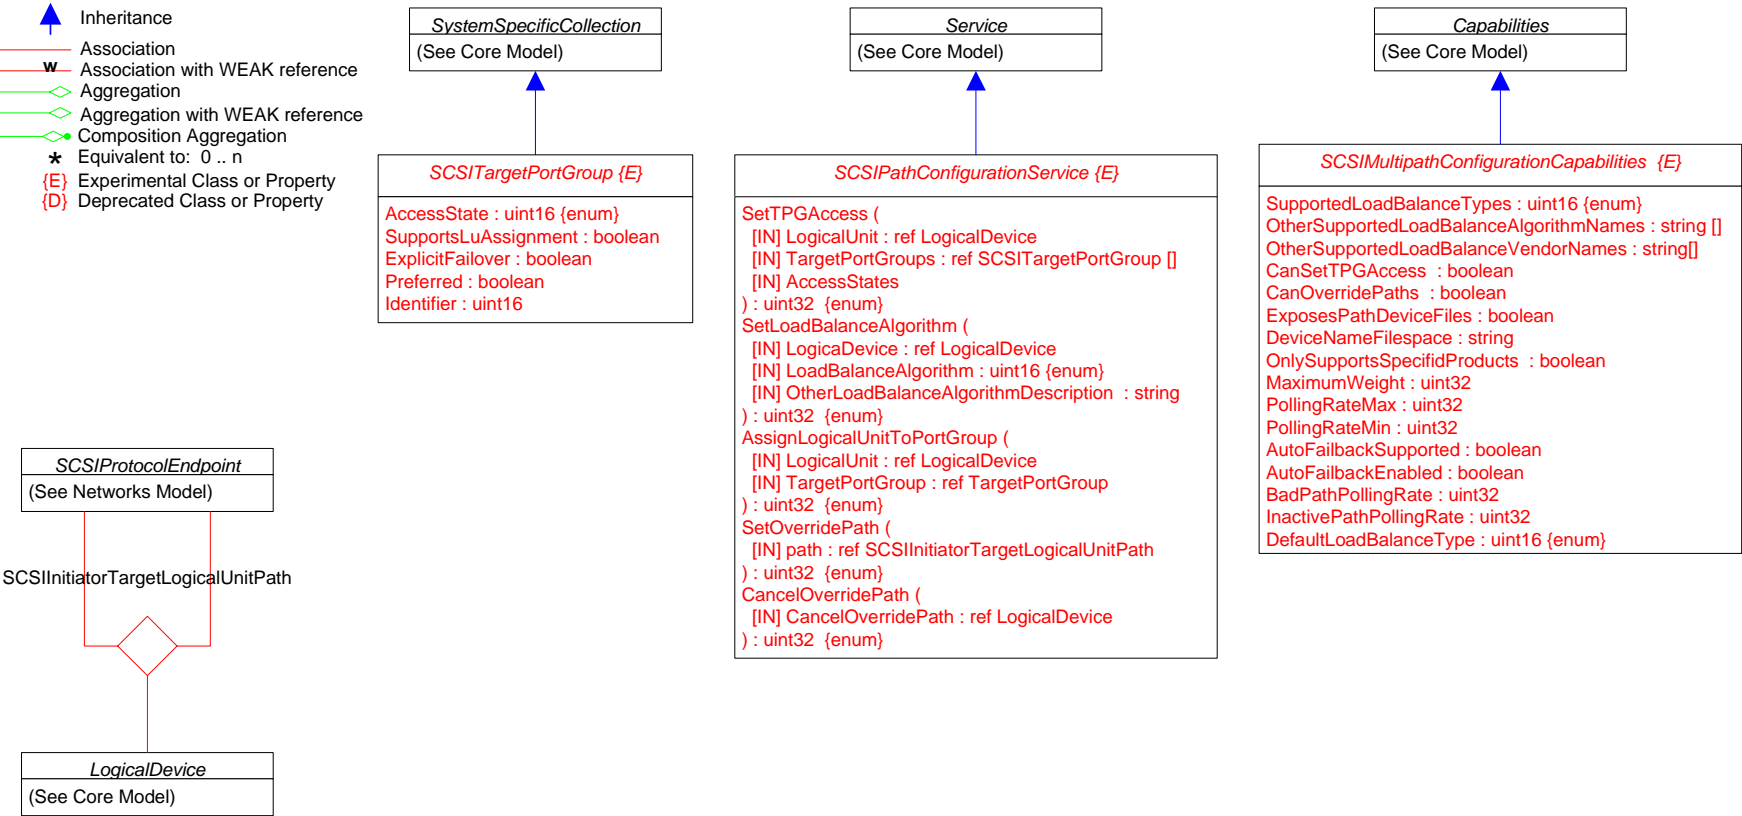 Inheritance
Association
w Association with WEAK reference
Aggregation
Aggregation with WEAK reference
Composition Aggregation
* Equivalent to: 0 .. n
{E} Experimental Class or Property
{D} Deprecated Class or Property
SystemSpecificCollection
(See Core Model)
SCSITargetPortGroup {E}
AccessState : uint16 {enum}
SupportsLuAssignment : boolean
ExplicitFailover : boolean
Preferred : boolean
Identifier : uint16
Service
(See Core Model)
SCSIPathConfigurationService {E}
SetTPGAccess (
[IN] LogicalUnit : ref LogicalDevice
[IN] TargetPortGroups : ref SCSITargetPortGroup []
[IN] AccessStates
) : uint32 {enum}
SetLoadBalanceAlgorithm (
[IN] LogicaDevice : ref LogicalDevice
[IN] LoadBalanceAlgorithm : uint16 {enum}
[IN] OtherLoadBalanceAlgorithmDescription : string
) : uint32 {enum}
AssignLogicalUnitToPortGroup (
[IN] LogicalUnit : ref LogicalDevice
[IN] TargetPortGroup : ref TargetPortGroup
) : uint32 {enum}
SetOverridePath (
[IN] path : ref SCSIInitiatorTargetLogicalUnitPath
) : uint32 {enum}
CancelOverridePath (
[IN] CancelOverridePath : ref LogicalDevice
) : uint32 {enum}
Capabilities
(See Core Model)
SCSIMultipathConfigurationCapabilities {E}
SupportedLoadBalanceTypes : uint16 {enum}
OtherSupportedLoadBalanceAlgorithmNames : string []
OtherSupportedLoadBalanceVendorNames : string[]
CanSetTPGAccess : boolean
CanOverridePaths : boolean
ExposesPathDeviceFiles : boolean
DeviceNameFilespace : string
OnlySupportsSpecifidProducts : boolean
MaximumWeight : uint32
PollingRateMax : uint32
PollingRateMin : uint32
AutoFailbackSupported : boolean
AutoFailbackEnabled : boolean
BadPathPollingRate : uint32
InactivePathPollingRate : uint32
DefaultLoadBalanceType : uint16 {enum}
SCSIProtocolEndpoint
(See Networks Model)
SCSIInitiatorTargetLogicalUnitPath
LogicalDevice
(See Core Model)